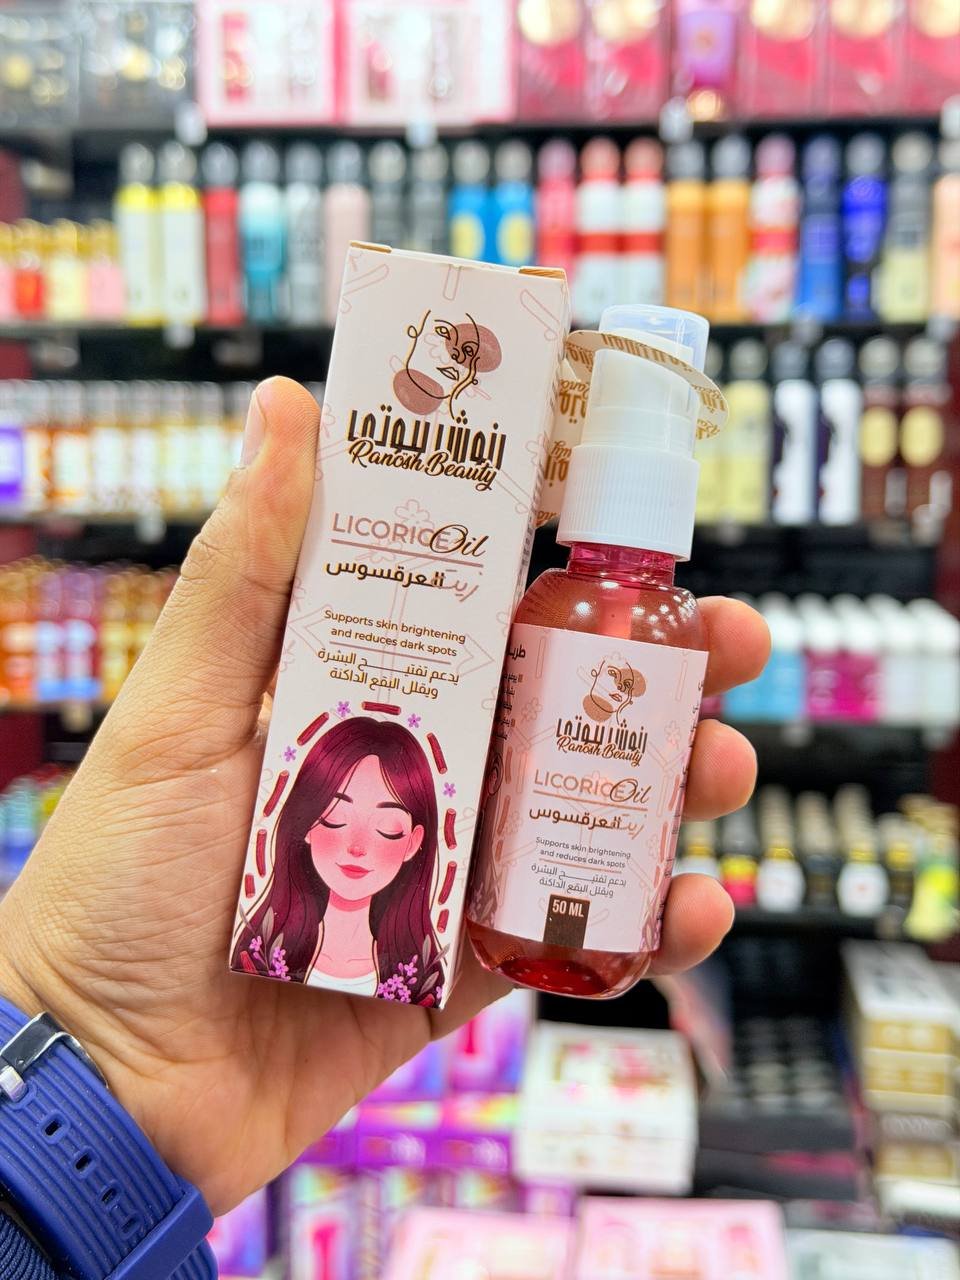 رنوش بيوتي
Ranosh Beauty
LICORICE Oil
زيت العرقسوس
Supports skin brightening
and reduces dark spots
يدعم تفتيـــح البشرة
ويقلل البقع الداكنة
رنوش بيوتي
Ranosh Beauty
LICORICE Oil
زيت العرقسوس
Supports skin brightening
and reduces dark spots
يدعم تفتيـــح البشرة
ويقلل البقع الداكنة
50 ML